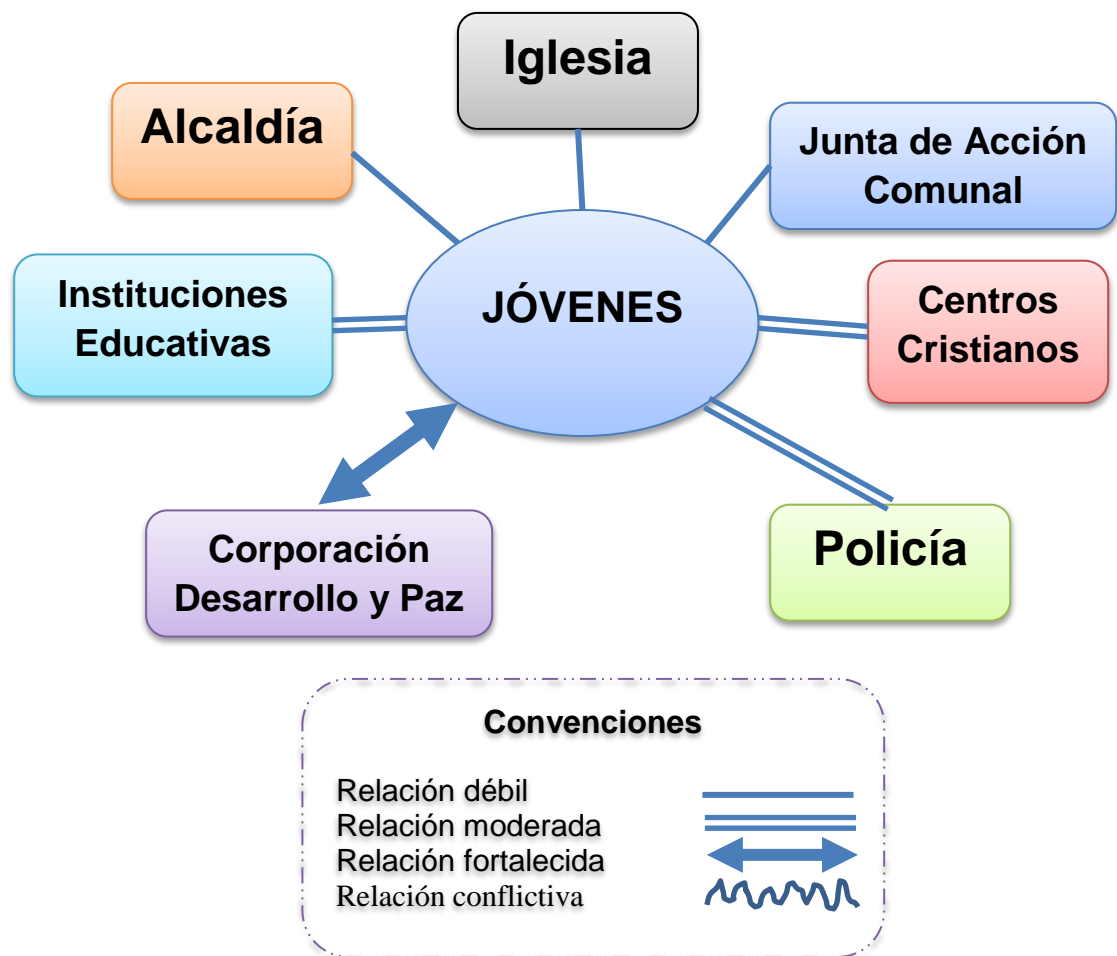 Iglesia
Alcaldía
Junta de Acción
Comunal
Instituciones
Educativas
JÓVENES
Centros
Cristianos
Corporación
Desarrollo y Paz
Policía
Convenciones
Relación débil
Relación moderada
Relación fortalecida
Relación conflictiva